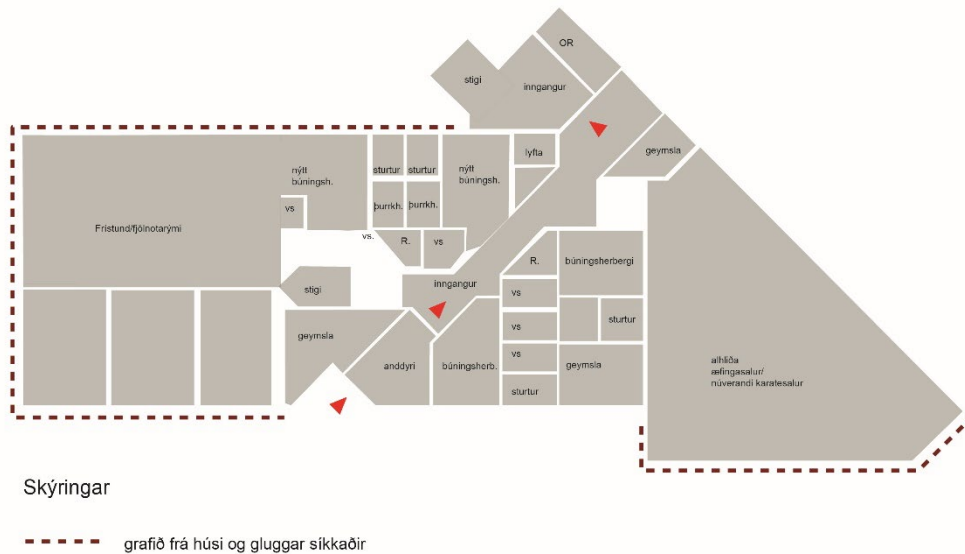 OR
stigi
inngangur
lyfta
geymsla
nýtt
búningsh.
sturtur
sturtur
nýtt
búningsh.
þurrkh.
þurrkh.
vs
Frístund/fjölnotarými
vs.
R.
vs
R.
búningsherbergi
stigi
inngangur
vs
sturtur
vs
geymsla
anddyri
búningsherb.
vs
geymsla
sturtur
alhliða
æfingasalur/
núverandi karatesalur
Skýringar
grafið frá húsi og gluggar síkkaðir